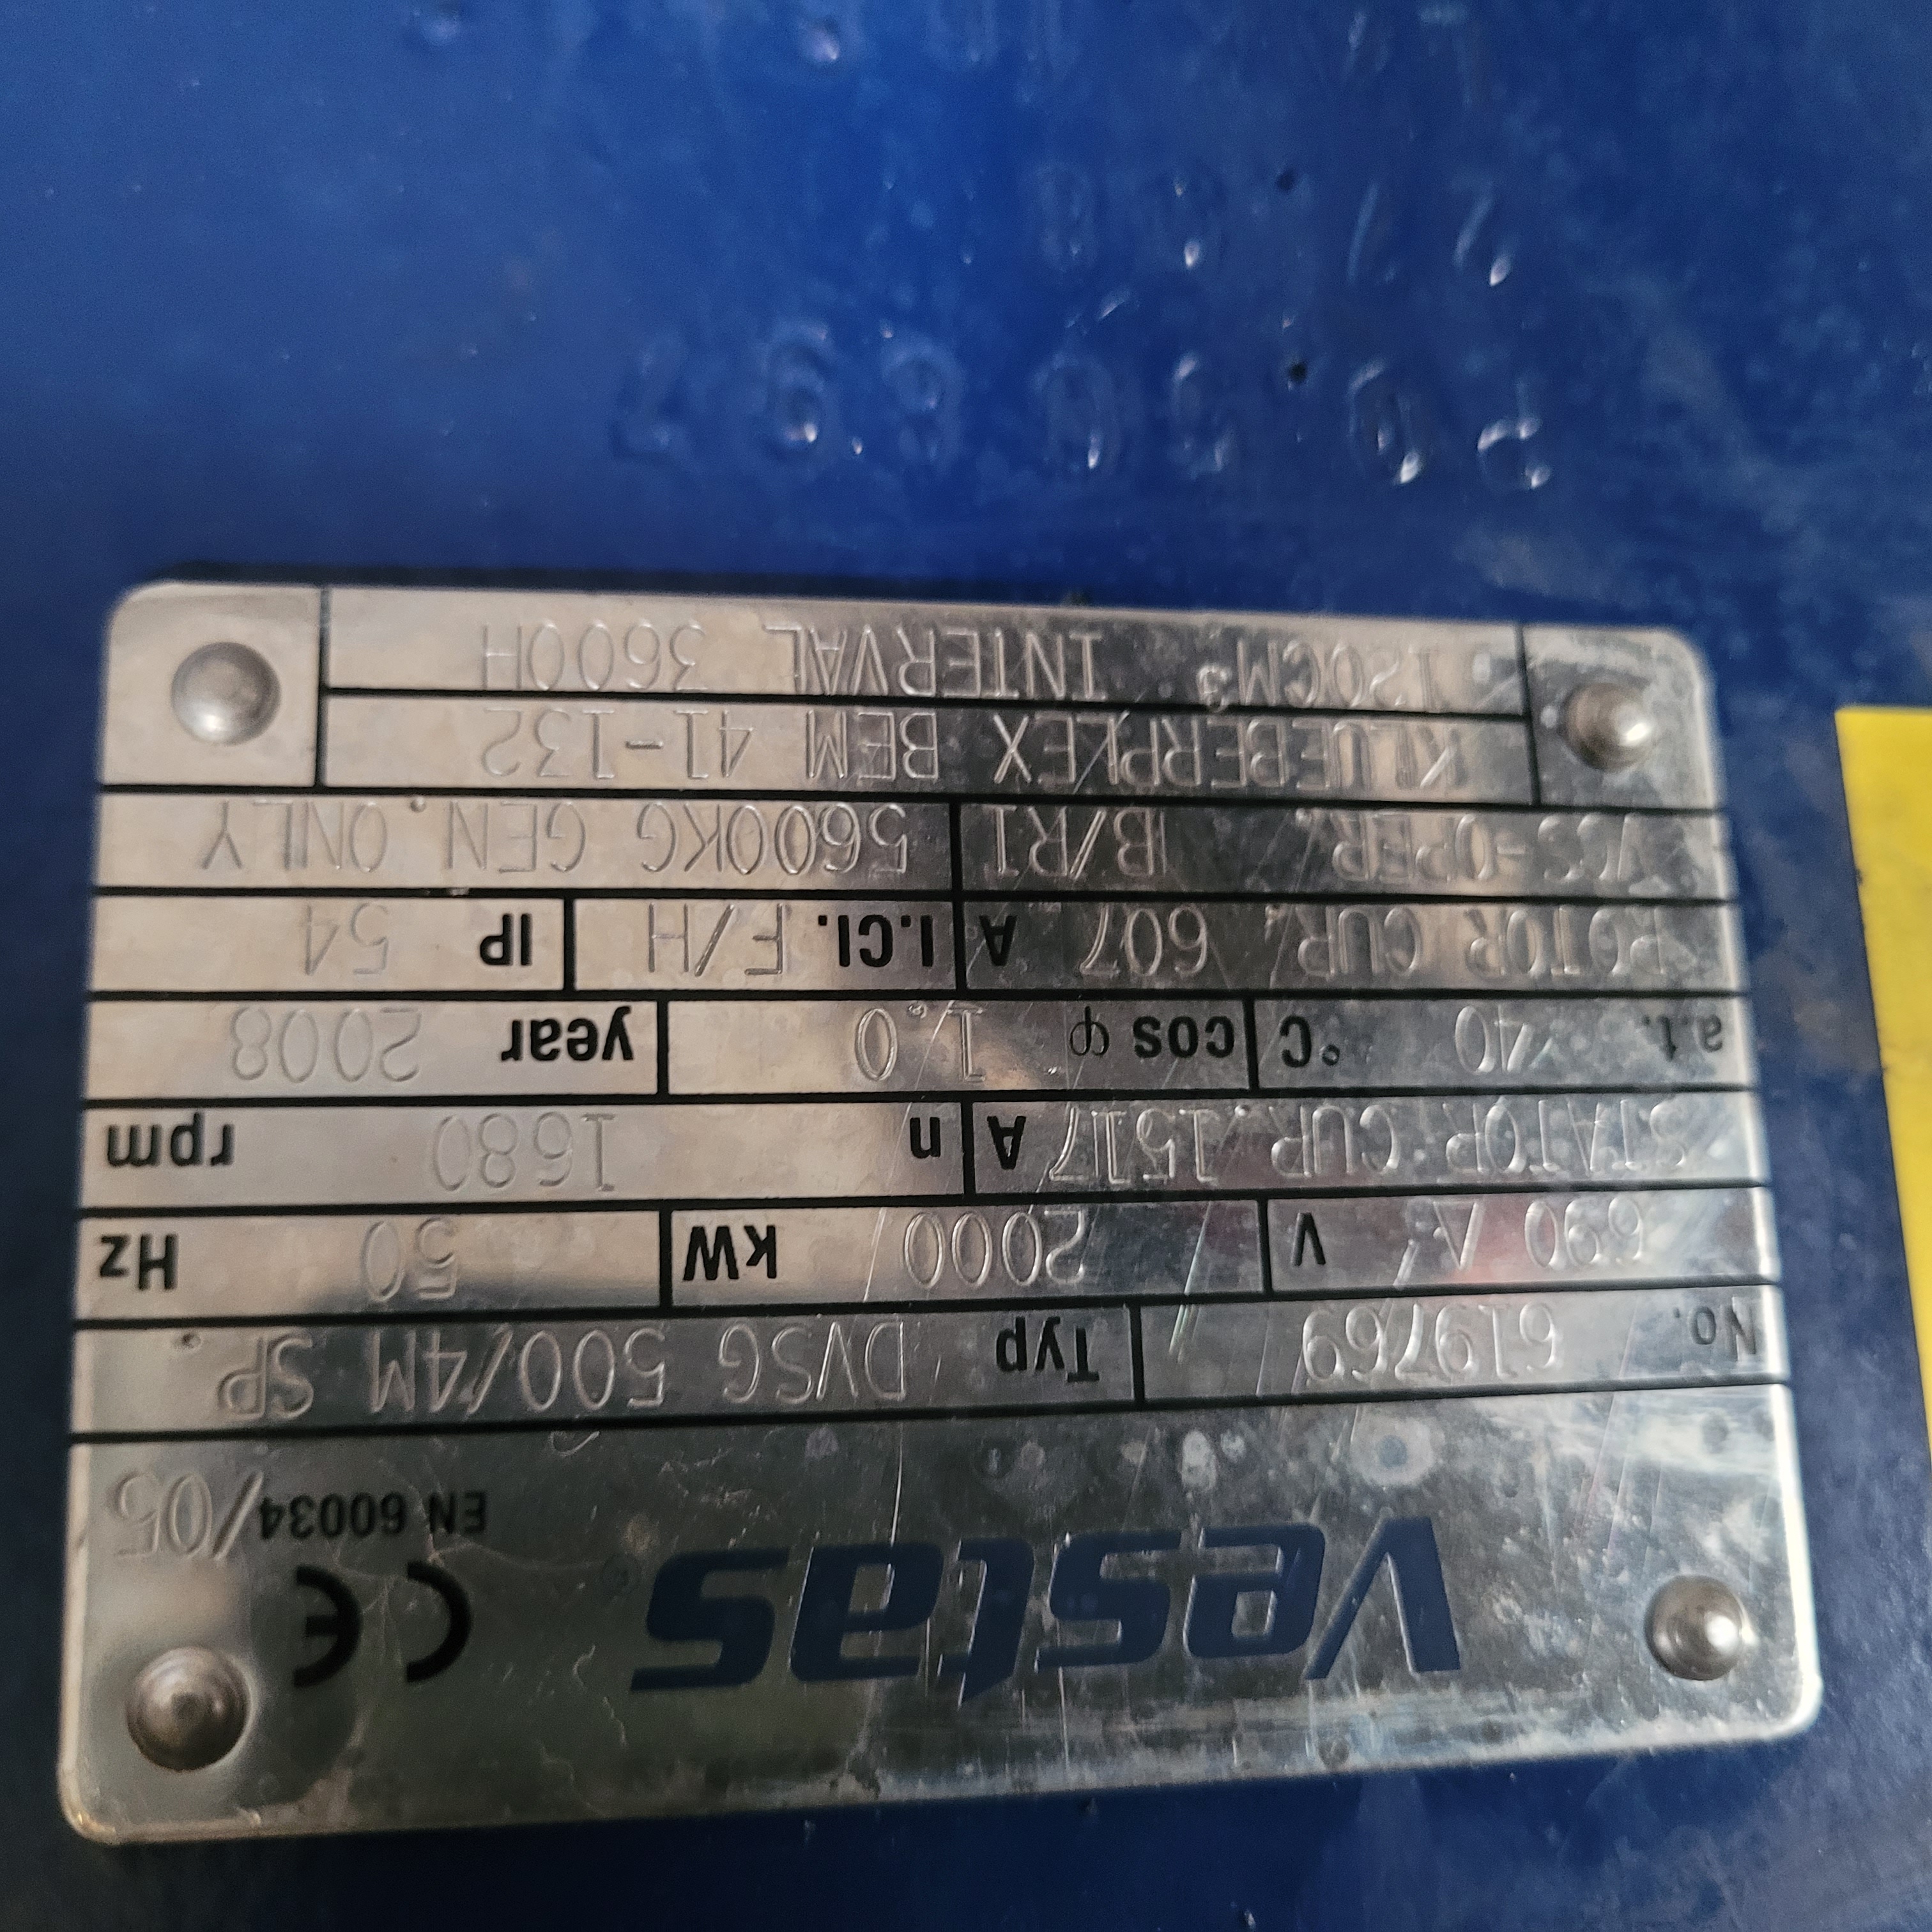 Vestas
CE
EN 60034/05
No. 619769 Typ DVSG 500/4M SP.
690 Λ V 2000 kW 50 Hz
STATOR CUR. 1517 A n 1680 rpm
a.t. 40 °C cos φ 1.0 year 2008
ROTOR CUR. 607 A I.Cl. F/H IP 54
VCS-OPER. IB/R1 5600KG GEN. ONLY
KLUEBERPLEX BEM 41-132
120CM³ INTERVAL 3600H